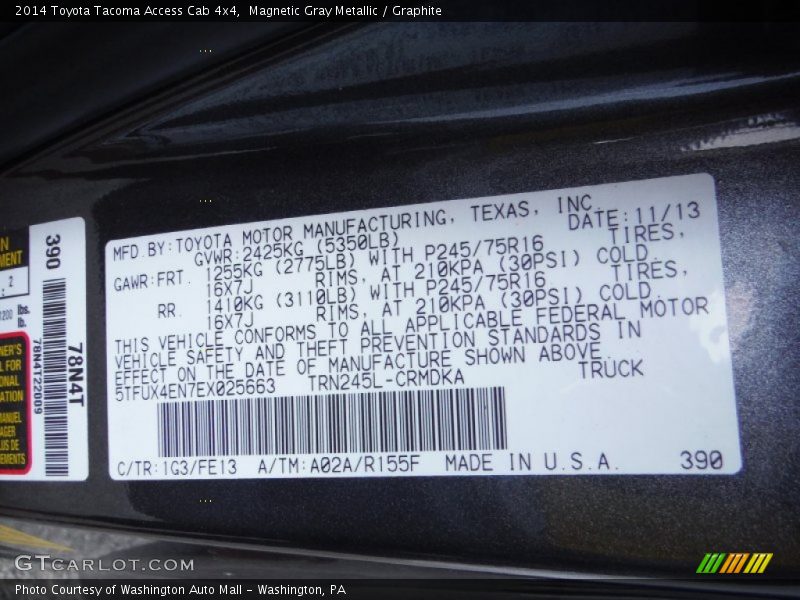 2014 Toyota Tacoma Access Cab 4x4,  Magnetic Gray Metallic / Graphite
MFD.BY:TOYOTA MOTOR MANUFACTURING, TEXAS, INC.
DATE:11/13
GVWR:2425KG (5350LB)
GAWR:FRT. 1255KG (2775LB) WITH P245/75R16 TIRES,
16X7J RIMS, AT 210KPA (30PSI) COLD.
RR. 1410KG (3110LB) WITH P245/75R16 TIRES,
16X7J RIMS, AT 210KPA (30PSI) COLD.
THIS VEHICLE CONFORMS TO ALL APPLICABLE FEDERAL MOTOR
VEHICLE SAFETY AND THEFT PREVENTION STANDARDS IN
EFFECT ON THE DATE OF MANUFACTURE SHOWN ABOVE.
5TFUX4EN7EX025663 TRN245L-CRMDKA TRUCK
C/TR:1G3/FE13 A/TM:A02A/R155F MADE IN U.S.A. 390
390
78N4T
78N4T22009
1200 lbs.
lb.
GTCARLOT.COM
Photo Courtesy of Washington Auto Mall - Washington, PA